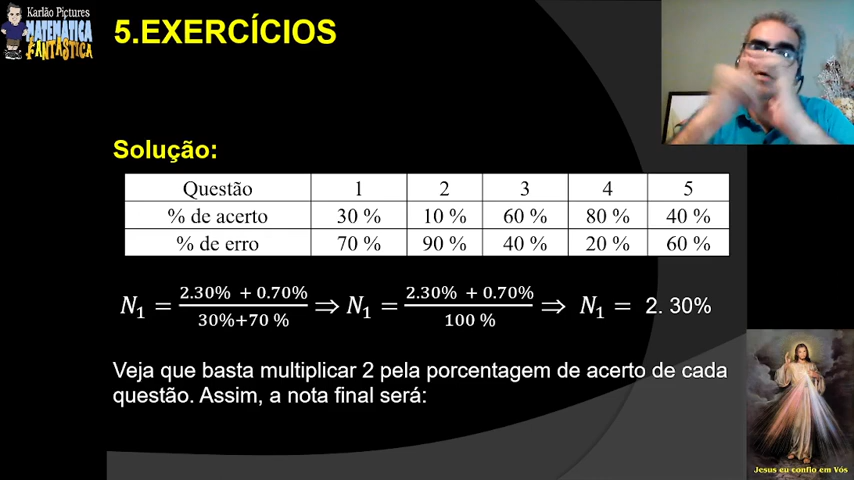 Karlão Pictures
MATEMÁTICA
FANTÁSTICA
5.EXERCÍCIOS
Solução:
Questão 1 2 3 4 5
% de acerto 30 % 10 % 60 % 80 % 40 %
% de erro 70 % 90 % 40 % 20 % 60 %
N₁ = (2.30% + 0.70%)/(30%+70 %) ⟹ N₁ = (2.30% + 0.70%)/(100 %) ⟹ N₁ = 2. 30%
Veja que basta multiplicar 2 pela porcentagem de acerto de cada
questão. Assim, a nota final será:
Jesus eu confio em Vós